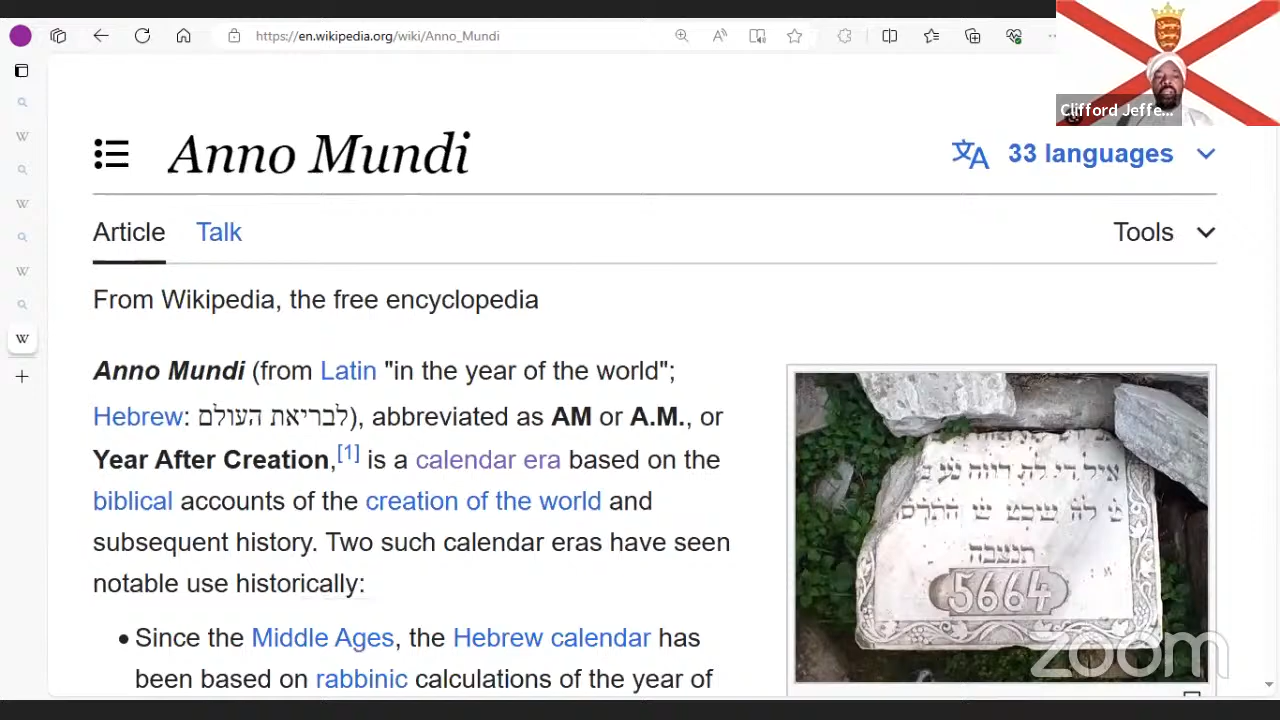 https://en.wikipedia.org/wiki/Anno_Mundi
Clifford Jeffe...
Anno Mundi
33 languages
Article Talk
Tools
From Wikipedia, the free encyclopedia
Anno Mundi (from Latin "in the year of the world";
Hebrew: לבריאת העולם), abbreviated as AM or A.M., or
Year After Creation,[1] is a calendar era based on the
biblical accounts of the creation of the world and
subsequent history. Two such calendar eras have seen
notable use historically:
• Since the Middle Ages, the Hebrew calendar has
been based on rabbinic calculations of the year of
תנצבה
5664
zoom